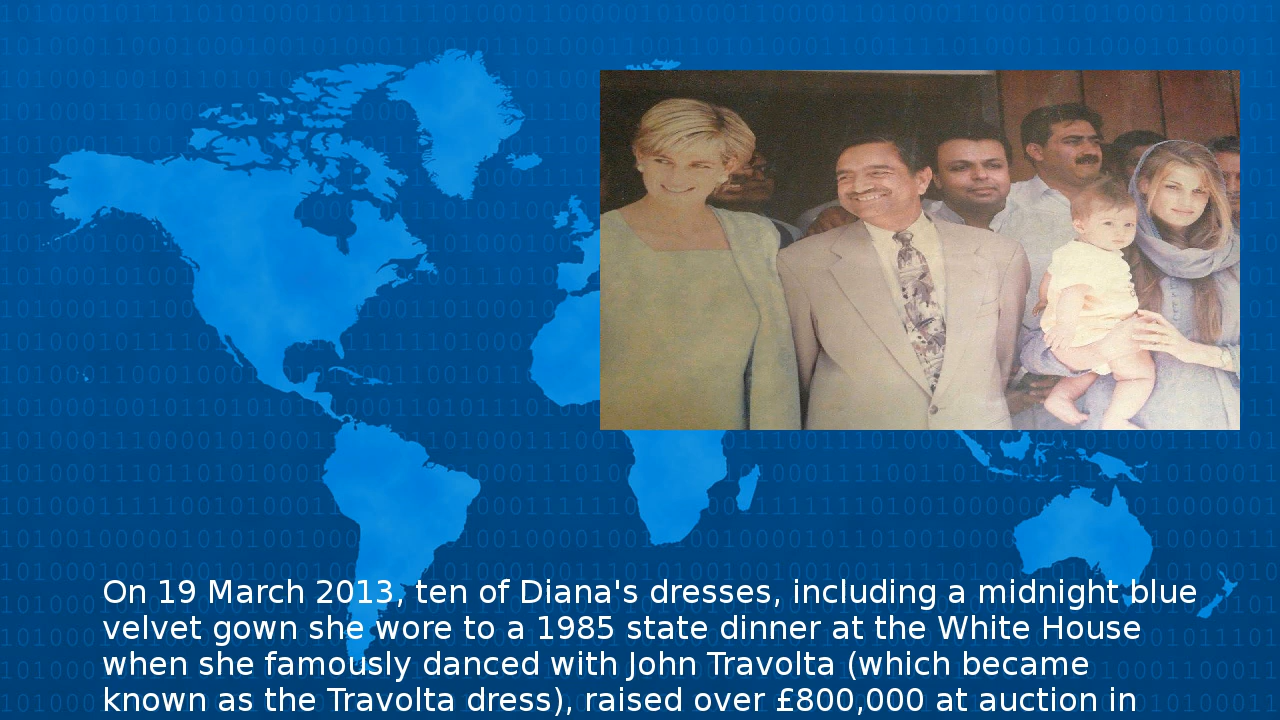 On 19 March 2013, ten of Diana's dresses, including a midnight blue
velvet gown she wore to a 1985 state dinner at the White House
when she famously danced with John Travolta (which became
known as the Travolta dress), raised over £800,000 at auction in